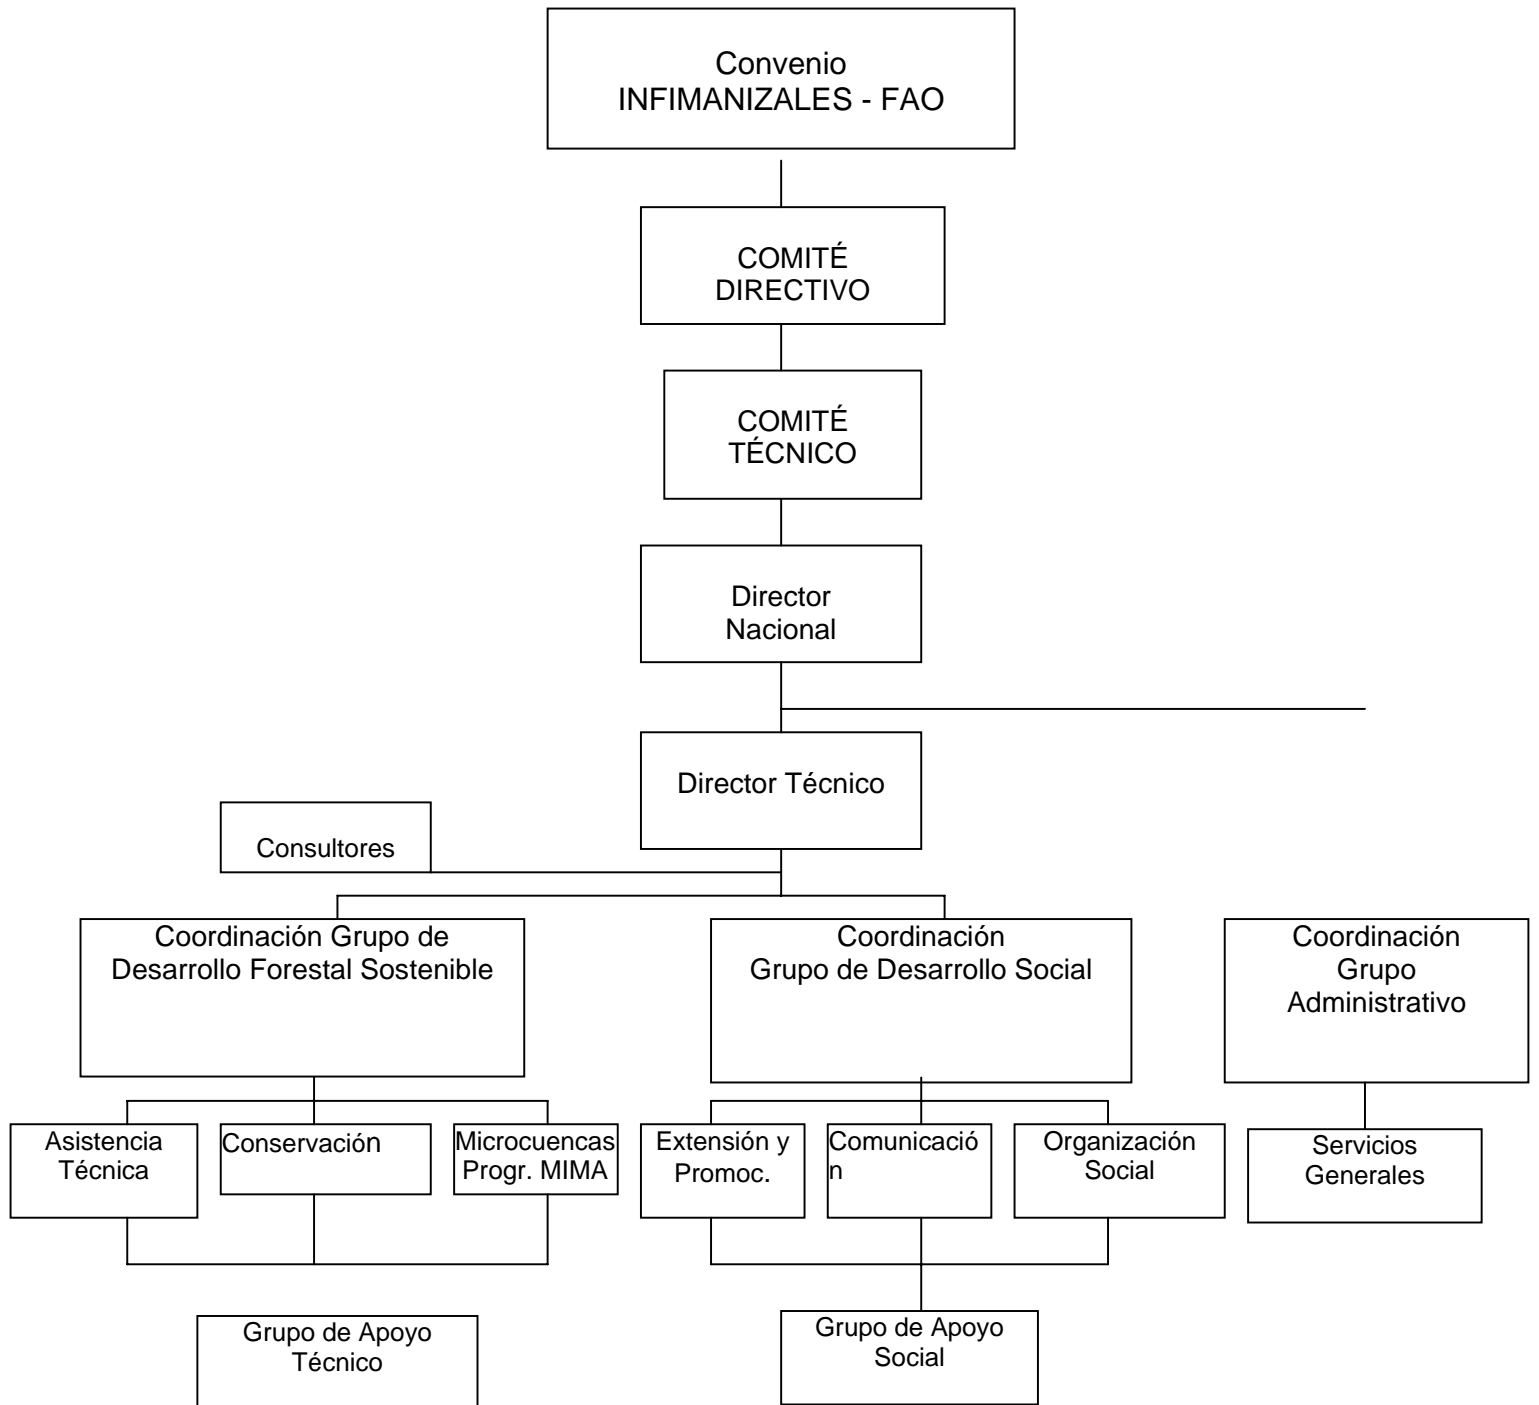 Convenio
INFIMANIZALES - FAO
COMITÉ
DIRECTIVO
COMITÉ
TÉCNICO
Director
Nacional
Director Técnico
Consultores
Coordinación Grupo de
Desarrollo Forestal Sostenible
Coordinación
Grupo de Desarrollo Social
Coordinación
Grupo
Administrativo
Asistencia
Técnica
Conservación
Microcuencas
Progr. MIMA
Extensión y
Promoc.
Comunicació
n
Organización
Social
Servicios
Generales
Grupo de Apoyo
Técnico
Grupo de Apoyo
Social